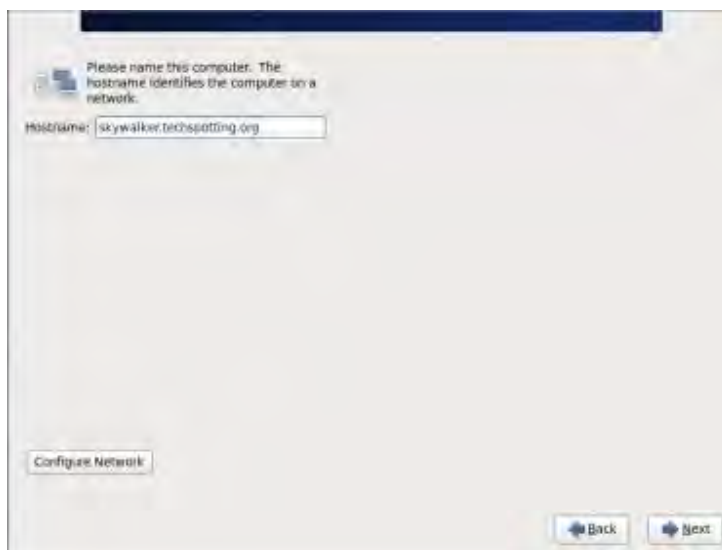 Please name this computer. The
hostname identifies the computer on a
network.
Hostname: skywalker.techspotting.org
Configure Network
Back Next